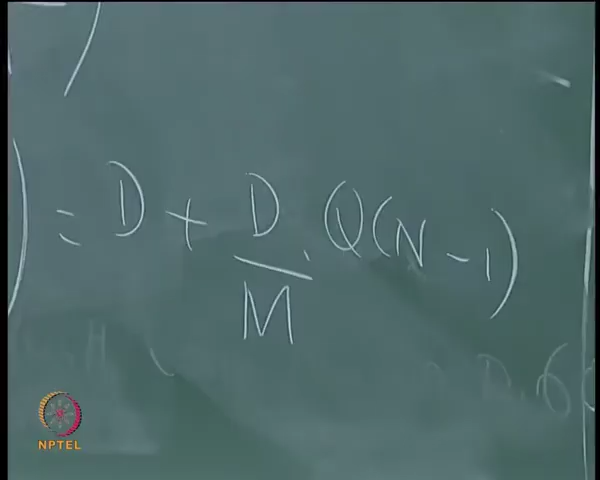 ) = D + D/M · Q(N-1)
NPTEL